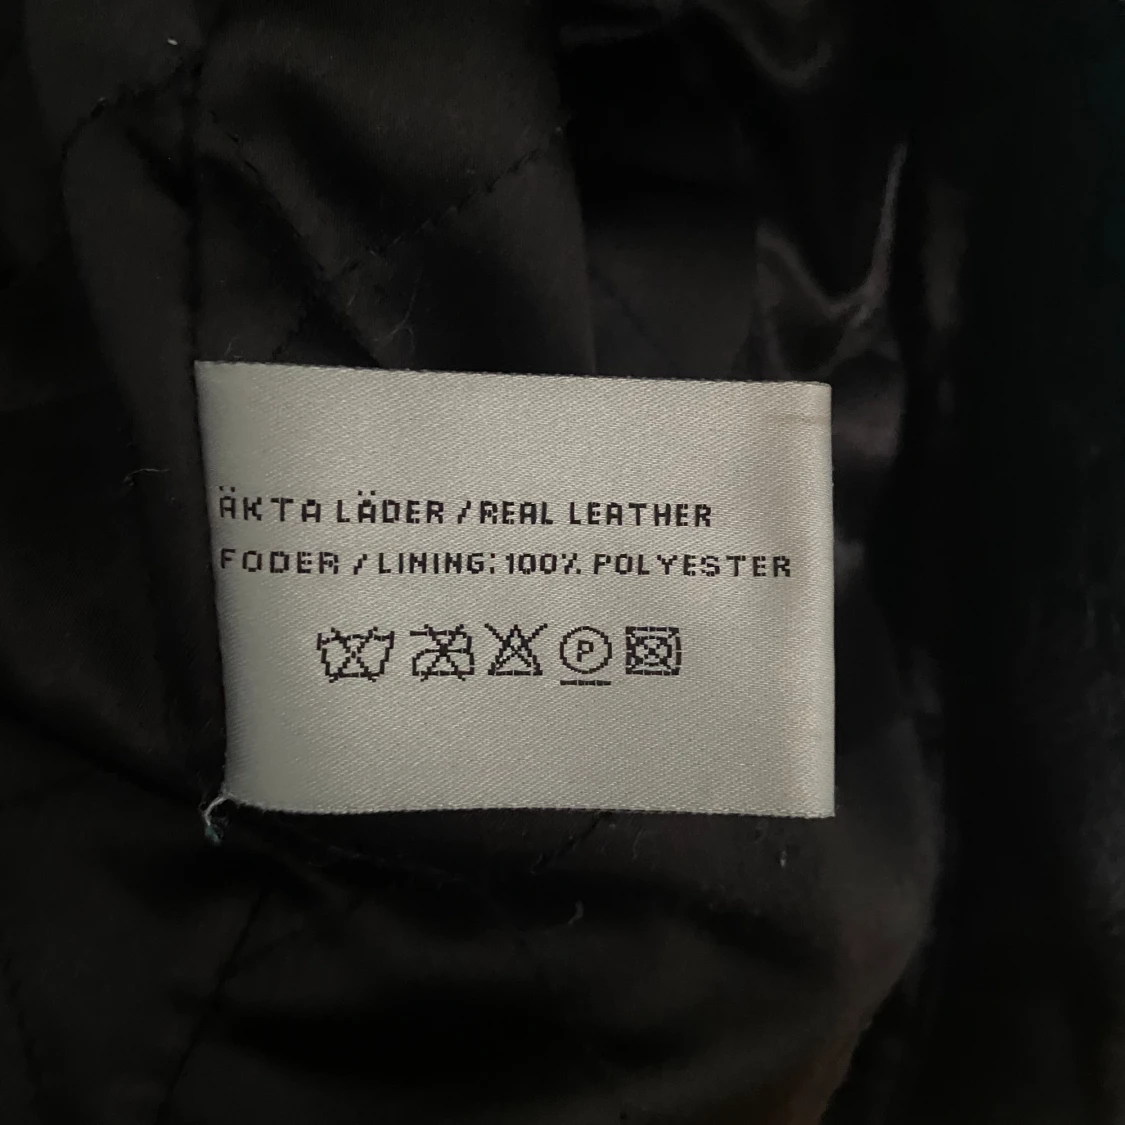 ÄKTA LÄDER / REAL LEATHER
FODER / LINING: 100% POLYESTER
P